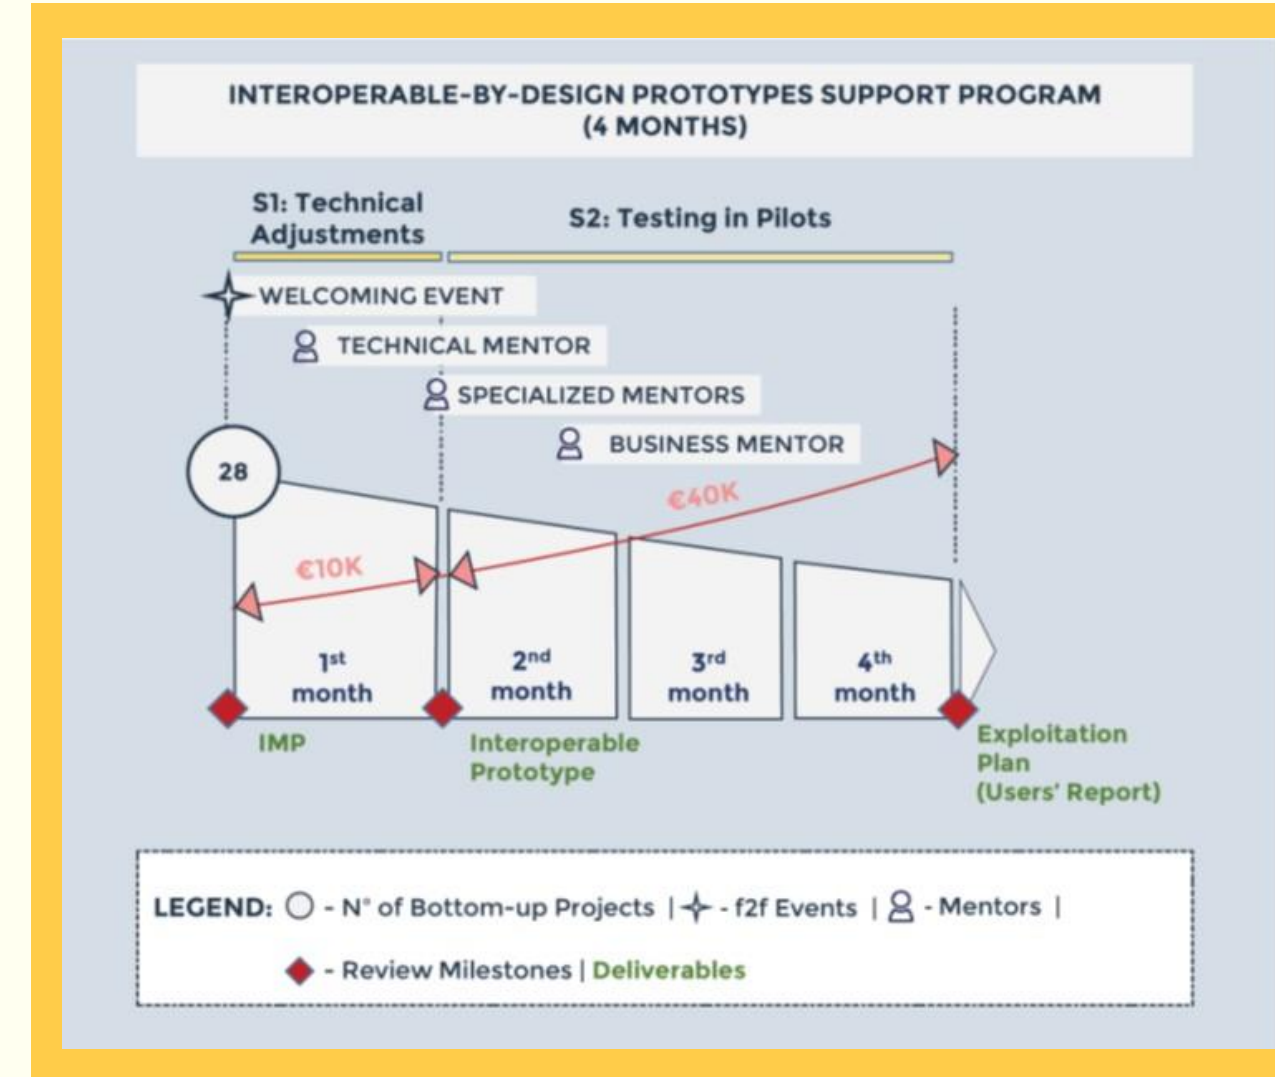 INTEROPERABLE-BY-DESIGN PROTOTYPES SUPPORT PROGRAM
(4 MONTHS)
S1: Technical
Adjustments
S2: Testing in Pilots
WELCOMING EVENT
TECHNICAL MENTOR
SPECIALIZED MENTORS
BUSINESS MENTOR
28
€40K
€10K
1st
month
2nd
month
3rd
month
4th
month
IMP
Interoperable
Prototype
Exploitation
Plan
(Users' Report)
LEGEND: - N° of Bottom-up Projects | - f2f Events | - Mentors |
- Review Milestones | Deliverables